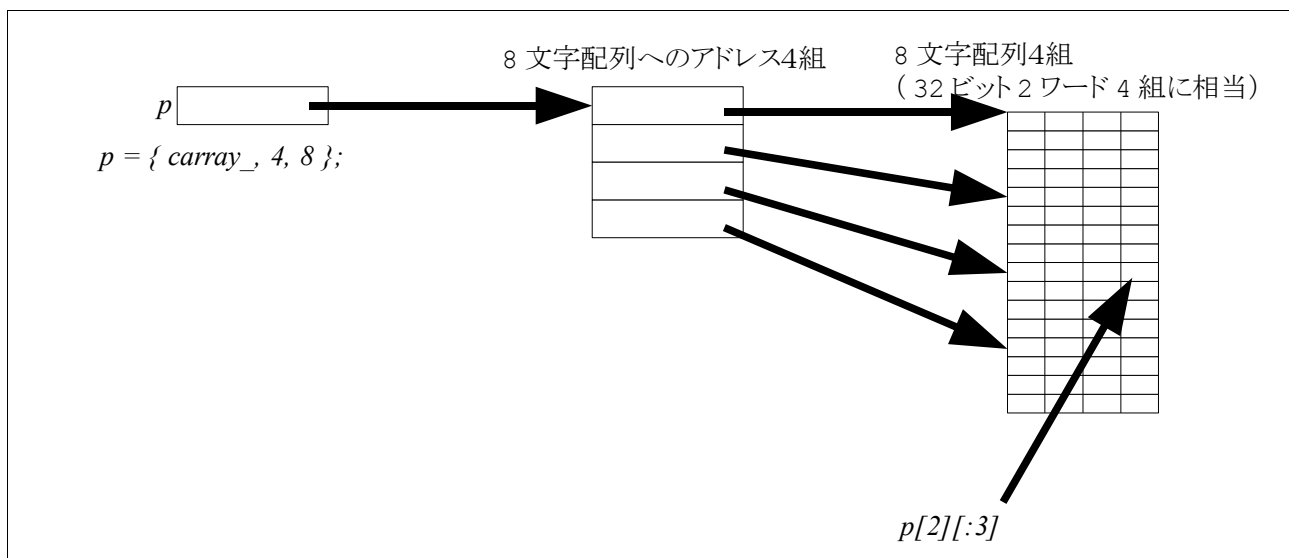 8 文字配列へのアドレス4組
8 文字配列4組
( 32 ビット 2 ワード 4 組に相当)
p
p = { carray_, 4, 8 };
p[2][:3]